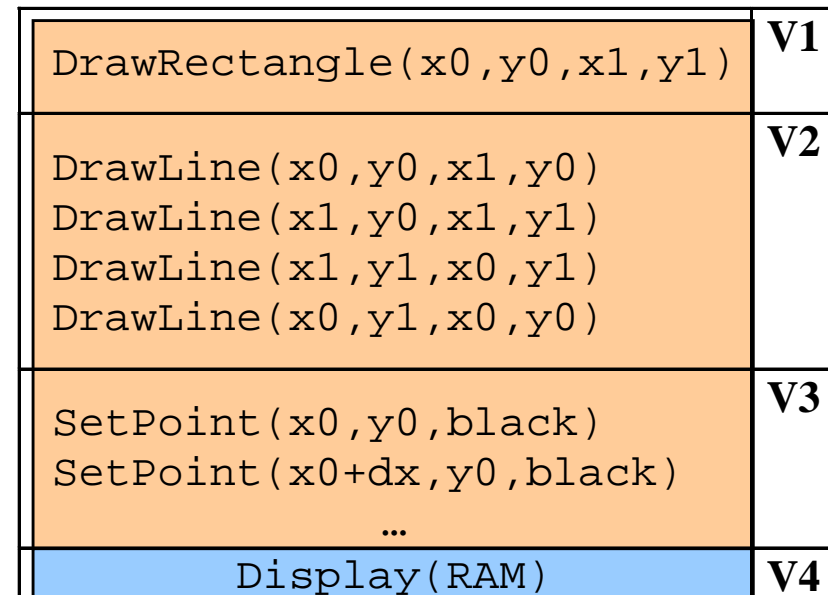 DrawRectangle(x0,y0,x1,y1)
V1
DrawLine(x0,y0,x1,y0)
DrawLine(x1,y0,x1,y1)
DrawLine(x1,y1,x0,y1)
DrawLine(x0,y1,x0,y0)
V2
SetPoint(x0,y0,black)
SetPoint(x0+dx,y0,black)
…
V3
Display(RAM)
V4